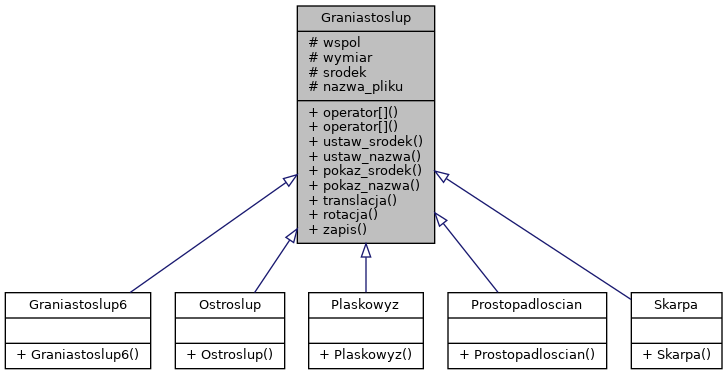 Graniastoslup
# wspol
# wymiar
# srodek
# nazwa_pliku
+ operator[]()
+ operator[]()
+ ustaw_srodek()
+ ustaw_nazwa()
+ pokaz_srodek()
+ pokaz_nazwa()
+ translacja()
+ rotacja()
+ zapis()
Graniastoslup6
+ Graniastoslup6()
Ostroslup
+ Ostroslup()
Plaskowyz
+ Plaskowyz()
Prostopadloscian
+ Prostopadloscian()
Skarpa
+ Skarpa()